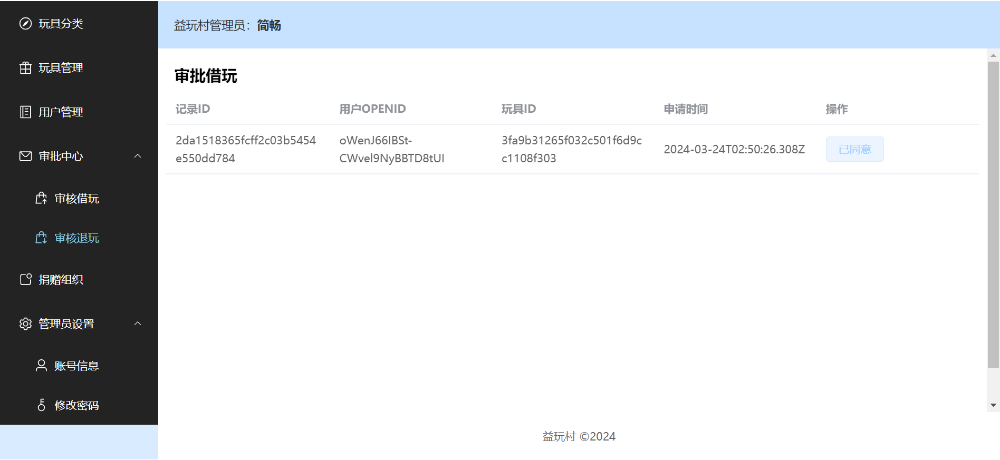 玩具分类
玩具管理
用户管理
审批中心
审核借玩
审核退玩
捐赠组织
管理员设置
账号信息
修改密码
益玩村管理员：简畅
审批借玩
记录ID 用户OPENID 玩具ID 申请时间 操作
2da1518365fcff2c03b5454 oWenJ66IBSt- 3fa9b31265f032c501f6d9c 2024-03-24T02:50:26.308Z 已同意
e550dd784 CWvel9NyBBTD8tUI c1108f303
益玩村 ©2024